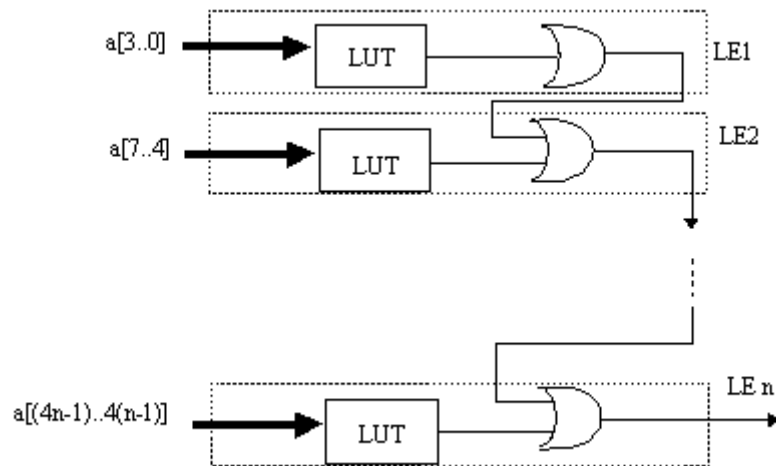 a[3..0]
LUT
LE1
a[7..4]
LUT
LE2
a[(4n-1)..4(n-1)]
LUT
LE n